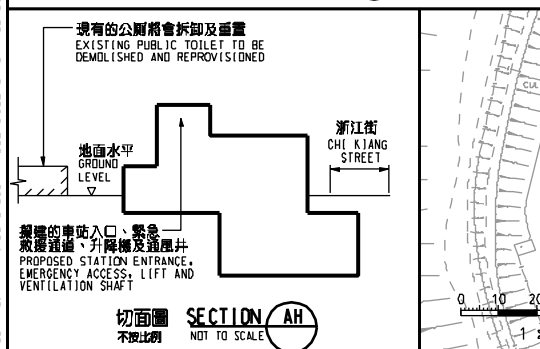 現有的公廁將會拆卸及重置
EXISTING PUBLIC TOILET TO BE
DEMOLISHED AND REPROVISIONED
地面水平
GROUND
LEVEL
浙江街
CHI KIANG
STREET
擬建的車站入口、緊急
救援通道、升降機及通風井
PROPOSED STATION ENTRANCE,
EMERGENCY ACCESS, LIFT AND
VENTILATION SHAFT
切面圖 SECTION AH
不按比例 NOT TO SCALE
CUL
0 10 20
1